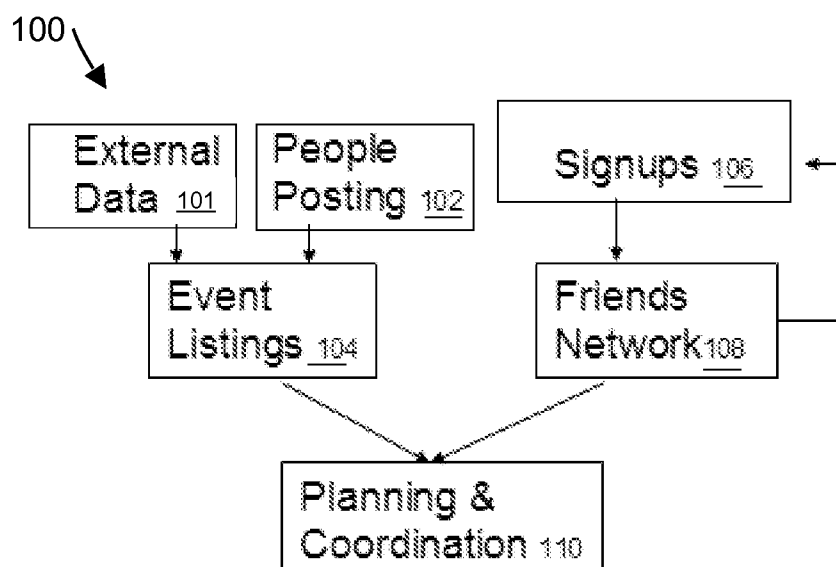 100
External
Data 101
People
Posting 102
Signups 106
Event
Listings 104
Friends
Network 108
Planning &
Coordination 110